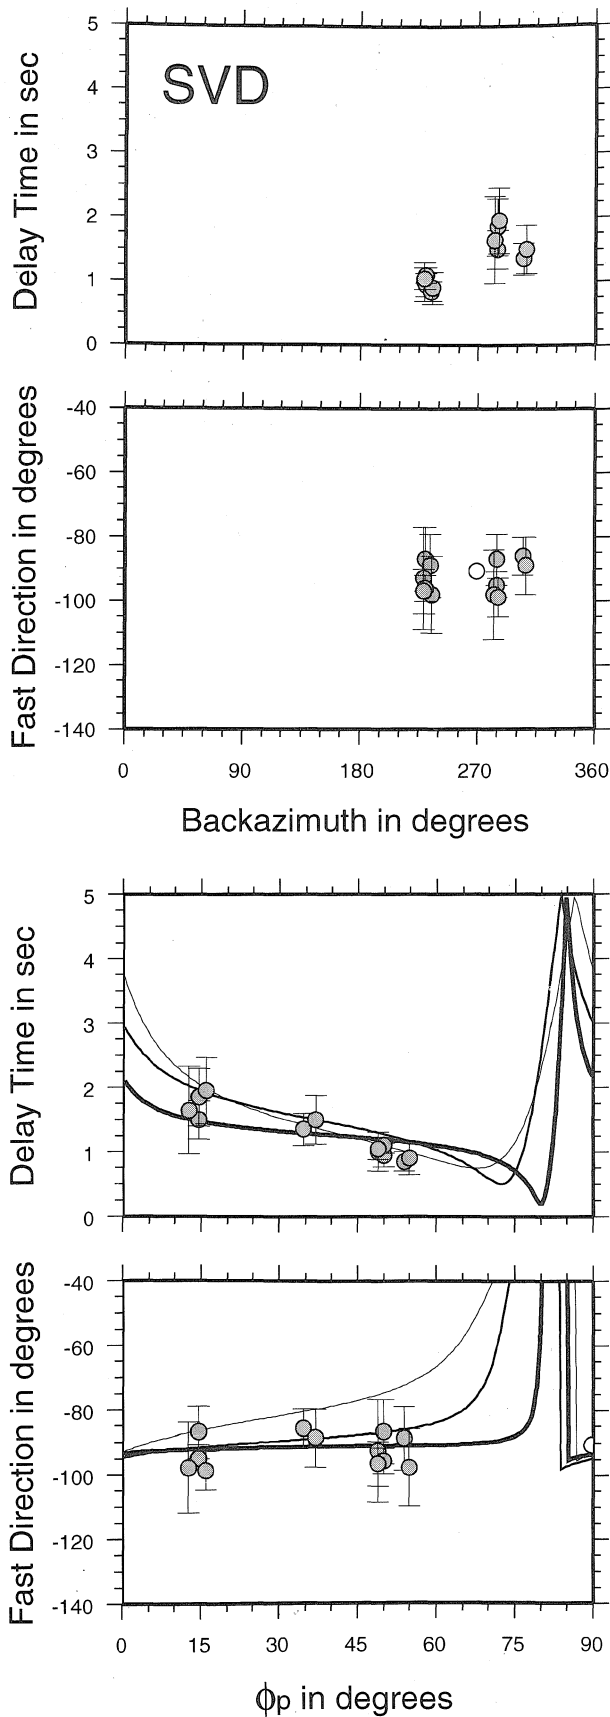 5
4
3
2
1
0
Delay Time in sec
SVD
-40
-60
-80
-100
-120
-140
Fast Direction in degrees
0 90 180 270 360
Backazimuth in degrees
5
4
3
2
1
0
Delay Time in sec
-40
-60
-80
-100
-120
-140
Fast Direction in degrees
0 15 30 45 60 75 90
ϕp in degrees